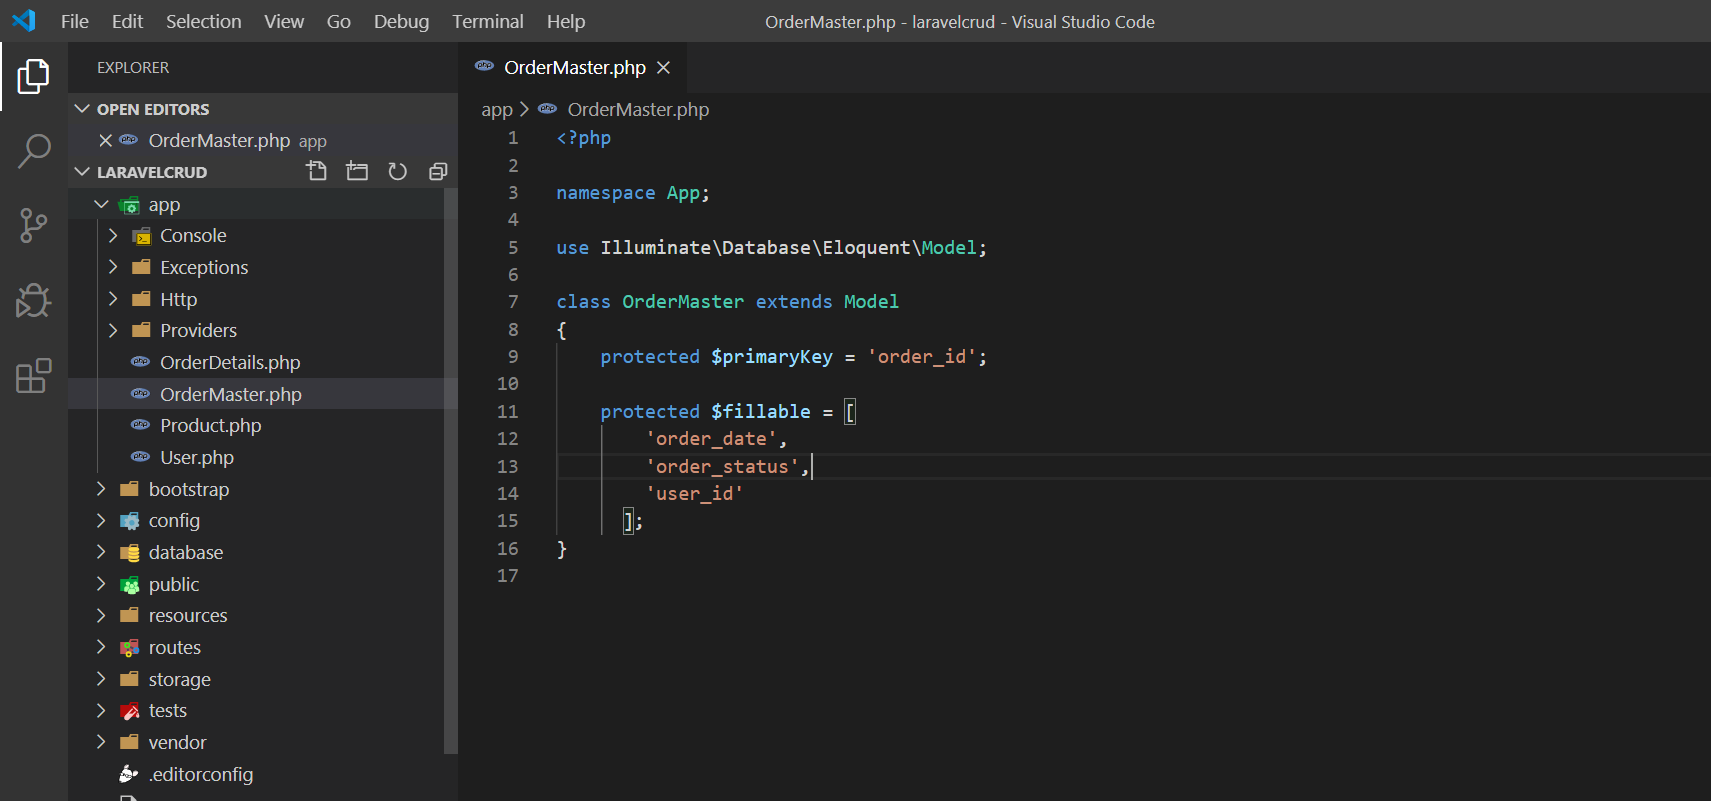 File Edit Selection View Go Debug Terminal Help OrderMaster.php - laravelcrud - Visual Studio Code
EXPLORER
OPEN EDITORS
OrderMaster.php app
LARAVELCRUD
app
Console
Exceptions
Http
Providers
OrderDetails.php
OrderMaster.php
Product.php
User.php
bootstrap
config
database
public
resources
routes
storage
tests
vendor
.editorconfig
OrderMaster.php
app > OrderMaster.php
1 <?php
2
3 namespace App;
4
5 use Illuminate\Database\Eloquent\Model;
6
7 class OrderMaster extends Model
8 {
9     protected $primaryKey = 'order_id';
10
11     protected $fillable = [
12         'order_date',
13         'order_status',
14         'user_id'
15       ];
16 }
17